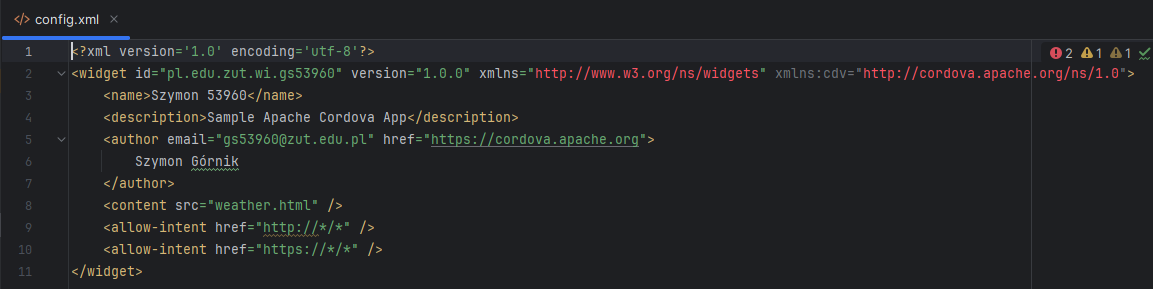 </> config.xml ×
1 <?xml version='1.0' encoding='utf-8'?> 2 1 1
2 <widget id="pl.edu.zut.wi.gs53960" version="1.0.0" xmlns="http://www.w3.org/ns/widgets" xmlns:cdv="http://cordova.apache.org/ns/1.0">
3 <name>Szymon 53960</name>
4 <description>Sample Apache Cordova App</description>
5 <author email="gs53960@zut.edu.pl" href="https://cordova.apache.org">
6 Szymon Górnik
7 </author>
8 <content src="weather.html" />
9 <allow-intent href="http://*/*" />
10 <allow-intent href="https://*/*" />
11 </widget>